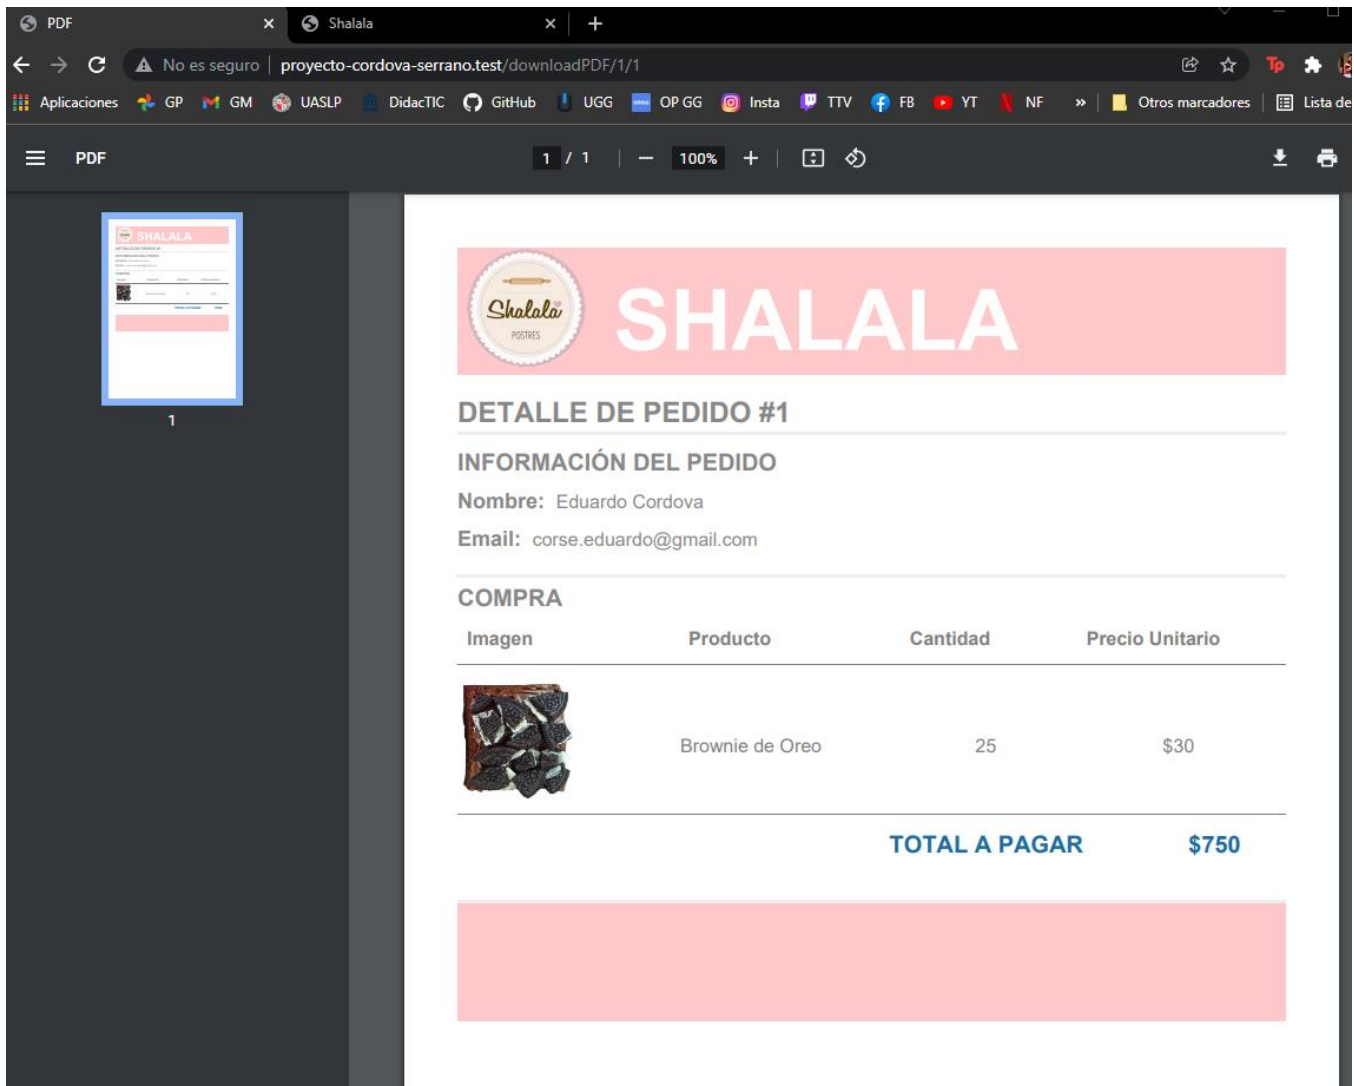 PDF
Shalala
No es seguro
proyecto-cordova-serrano.test/downloadPDF/1/1
Tp
Aplicaciones
GP
GM
UASLP
DidacTIC
GitHub
UGG
OP GG
Insta
TTV
FB
YT
NF
»
Otros marcadores
Lista de
PDF
1 / 1
100%
SHALALA
1
Shalala
POSTRES
SHALALA
DETALLE DE PEDIDO #1
INFORMACIÓN DEL PEDIDO
Nombre: Eduardo Cordova
Email: corse.eduardo@gmail.com
COMPRA
Imagen Producto Cantidad Precio Unitario
Brownie de Oreo 25 $30
TOTAL A PAGAR $750